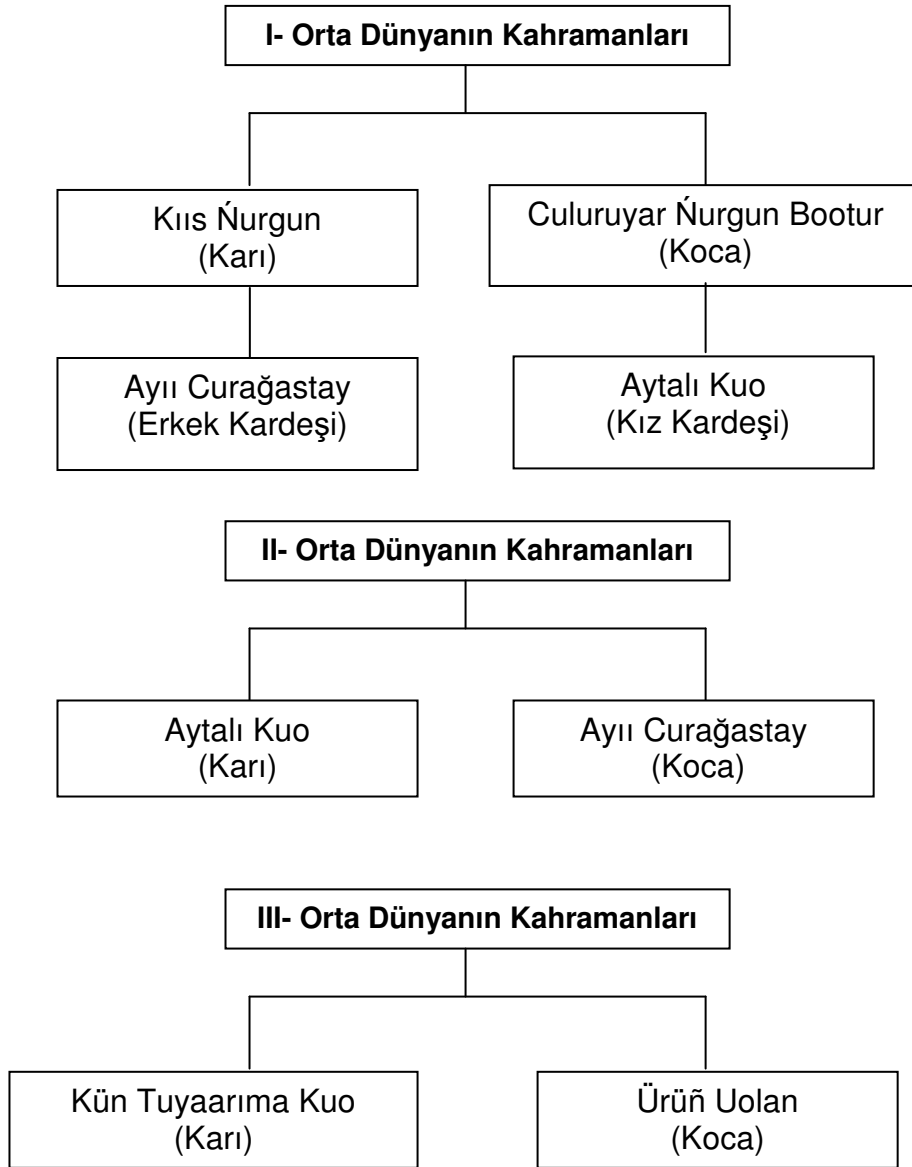 I- Orta Dünyanın Kahramanları
Kııs Ńurgun
(Karı)
Culuruyar Ńurgun Bootur
(Koca)
Ayıı Curağastay
(Erkek Kardeşi)
Aytalı Kuo
(Kız Kardeşi)
II- Orta Dünyanın Kahramanları
Aytalı Kuo
(Karı)
Ayıı Curağastay
(Koca)
III- Orta Dünyanın Kahramanları
Kün Tuyaarıma Kuo
(Karı)
Ürüñ Uolan
(Koca)